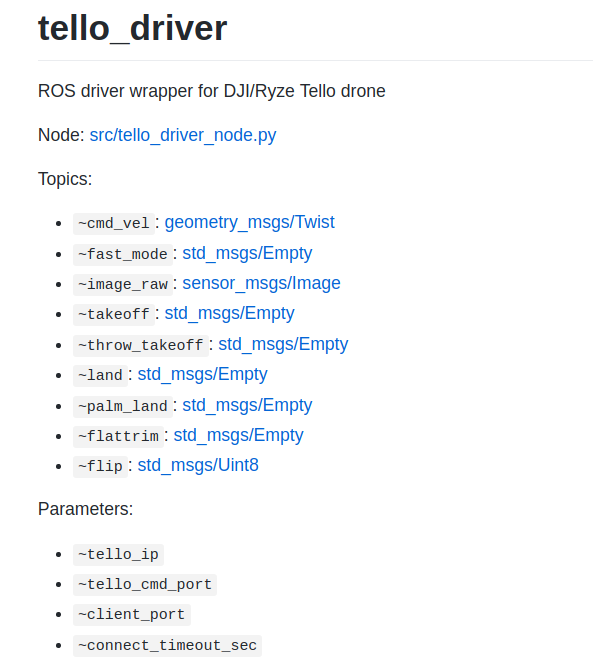 tello_driver
ROS driver wrapper for DJI/Ryze Tello drone
Node: src/tello_driver_node.py
Topics:
• ~cmd_vel : geometry_msgs/Twist
• ~fast_mode : std_msgs/Empty
• ~image_raw : sensor_msgs/Image
• ~takeoff : std_msgs/Empty
• ~throw_takeoff : std_msgs/Empty
• ~land : std_msgs/Empty
• ~palm_land : std_msgs/Empty
• ~flattrim : std_msgs/Empty
• ~flip : std_msgs/Uint8
Parameters:
• ~tello_ip
• ~tello_cmd_port
• ~client_port
• ~connect_timeout_sec